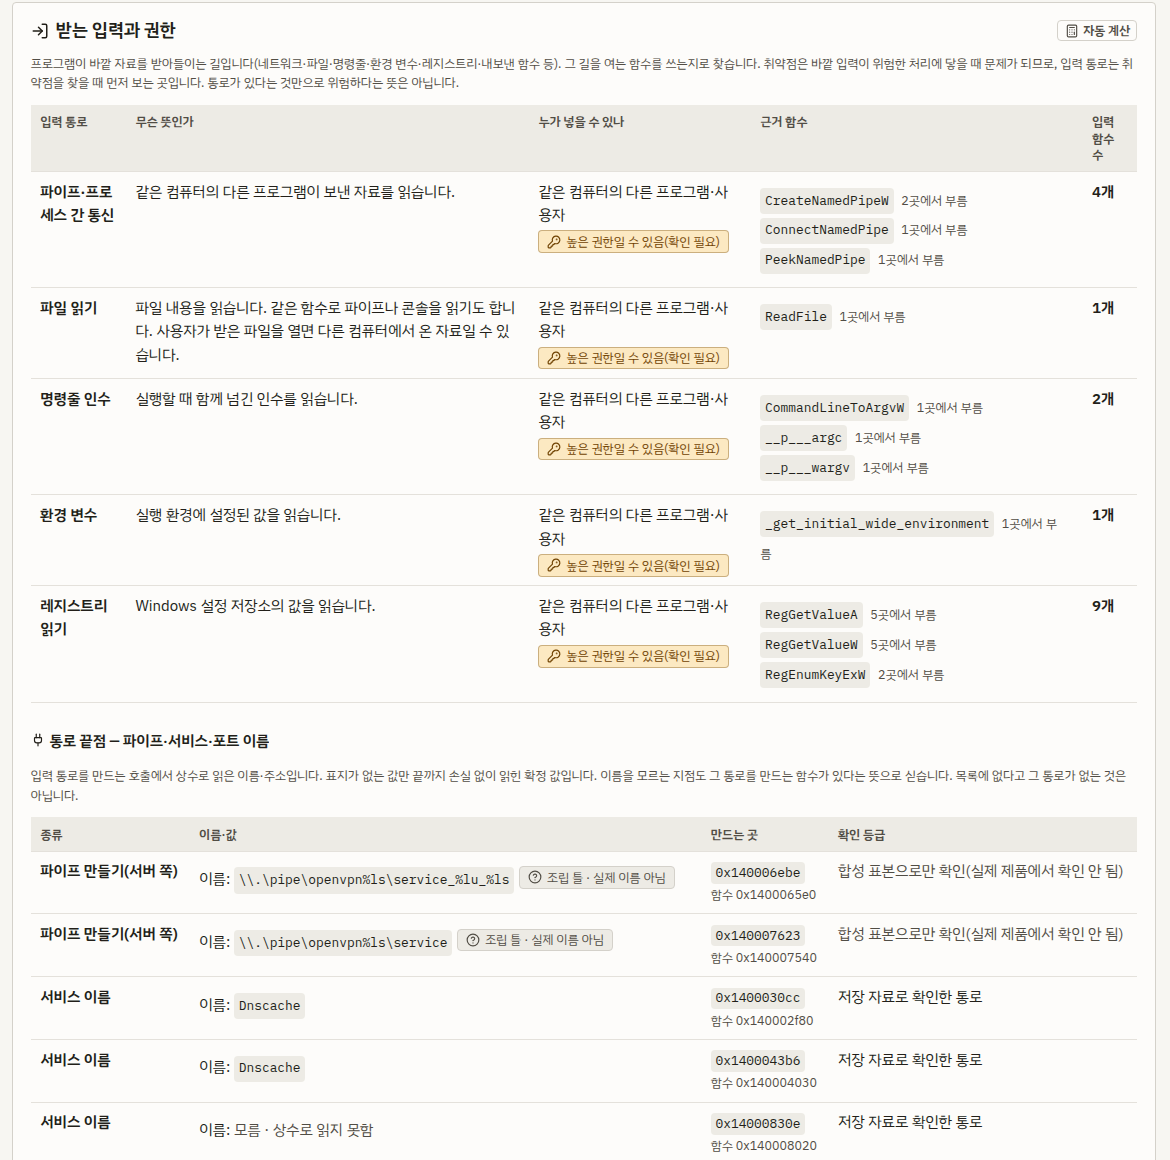 받는 입력과 권한
자동 계산
프로그램이 바깥 자료를 받아들이는 길입니다(네트워크·파일·명령줄·환경 변수·레지스트리·내보낸 함수 등). 그 길을 여는 함수를 쓰는지로 찾습니다. 취약점은 바깥 입력이 위험한 처리에 닿을 때 문제가 되므로, 입력 통로는 취
약점을 찾을 때 먼저 보는 곳입니다. 통로가 있다는 것만으로 위험하다는 뜻은 아닙니다.
입력 통로 무슨 뜻인가 누가 넣을 수 있나 근거 함수 입력
함수
수
파이프·프로 같은 컴퓨터의 다른 프로그램이 보낸 자료를 읽습니다. 같은 컴퓨터의 다른 프로그램·사 CreateNamedPipeW 2곳에서 부름 4개
세스 간 통신 용자
ConnectNamedPipe 1곳에서 부름
높은 권한일 수 있음(확인 필요)
PeekNamedPipe 1곳에서 부름
파일 읽기 파일 내용을 읽습니다. 같은 함수로 파이프나 콘솔을 읽기도 합니 같은 컴퓨터의 다른 프로그램·사 ReadFile 1곳에서 부름 1개
다. 사용자가 받은 파일을 열면 다른 컴퓨터에서 온 자료일 수 있 용자
습니다. 높은 권한일 수 있음(확인 필요)
명령줄 인수 실행할 때 함께 넘긴 인수를 읽습니다. 같은 컴퓨터의 다른 프로그램·사 CommandLineToArgvW 1곳에서 부름 2개
용자
__p___argc 1곳에서 부름
높은 권한일 수 있음(확인 필요)
__p___wargv 1곳에서 부름
환경 변수 실행 환경에 설정된 값을 읽습니다. 같은 컴퓨터의 다른 프로그램·사 _get_initial_wide_environment 1곳에서 부 1개
용자 름
높은 권한일 수 있음(확인 필요)
레지스트리 Windows 설정 저장소의 값을 읽습니다. 같은 컴퓨터의 다른 프로그램·사 RegGetValueA 5곳에서 부름 9개
읽기 용자
RegGetValueW 5곳에서 부름
높은 권한일 수 있음(확인 필요)
RegEnumKeyExW 2곳에서 부름
통로 끝점 – 파이프·서비스·포트 이름
입력 통로를 만드는 호출에서 상수로 읽은 이름·주소입니다. 표지가 없는 값만 끝까지 손실 없이 읽힌 확정 값입니다. 이름을 모르는 지점도 그 통로를 만드는 함수가 있다는 뜻으로 싣습니다. 목록에 없다고 그 통로가 없는 것은
아닙니다.
종류 이름·값 만드는 곳 확인 등급
파이프 만들기(서버 쪽) 이름: \\.\pipe\openvpn%ls\service_%lu_%ls 조립 틀 · 실제 이름 아님 0x140006ebe 합성 표본으로만 확인(실제 제품에서 확인 안 됨)
함수 0x1400065e0
파이프 만들기(서버 쪽) 이름: \\.\pipe\openvpn%ls\service 조립 틀 · 실제 이름 아님 0x140007623 합성 표본으로만 확인(실제 제품에서 확인 안 됨)
함수 0x140007540
서비스 이름 이름: Dnscache 0x1400030cc 저장 자료로 확인한 통로
함수 0x140002f80
서비스 이름 이름: Dnscache 0x1400043b6 저장 자료로 확인한 통로
함수 0x140004030
서비스 이름 이름: 모름 · 상수로 읽지 못함 0x14000830e 저장 자료로 확인한 통로
함수 0x140008020